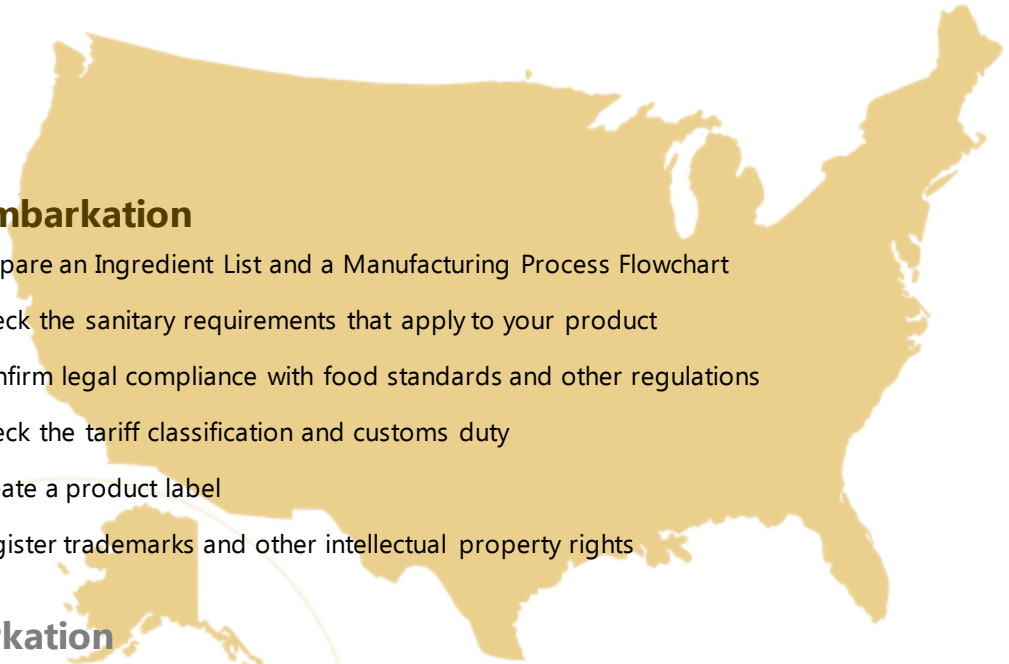 mbarkation
pare an Ingredient List and a Manufacturing Process Flowchart
eck the sanitary requirements that apply to your product
nfirm legal compliance with food standards and other regulations
eck the tariff classification and customs duty
ate a product label
gister trademarks and other intellectual property rights
rkation